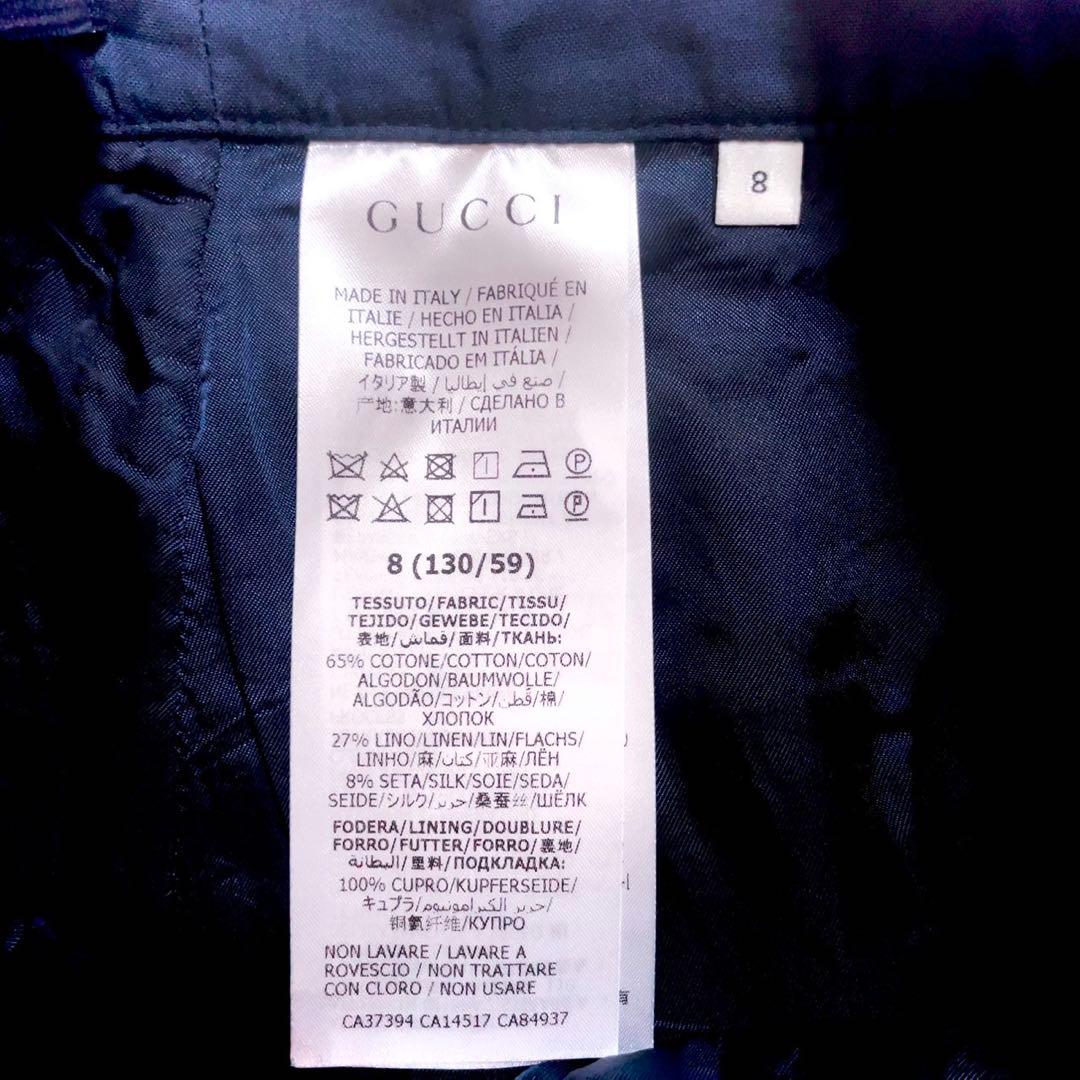 GUCCI
8
MADE IN ITALY / FABRIQUÉ EN
ITALIE / HECHO EN ITALIA /
HERGESTELLT IN ITALIEN /
FABRICADO EM ITÁLIA /
イタリア製 / صنع في إيطاليا /
产地:意大利 / СДЕЛАНО В
ИТАЛИИ
P
P
8 (130/59)
TESSUTO/FABRIC/TISSU/
TEJIDO/GEWEBE/TECIDO/
表地/قماش/面料/ТКАНЬ:
65% COTONE/COTTON/COTON/
ALGODON/BAUMWOLLE/
ALGODÃO/コットン/قطن/棉/
ХЛОПОК
27% LINO/LINEN/LIN/FLACHS/
LINHO/麻/كتان/亚麻/ЛЁН
8% SETA/SILK/SOIE/SEDA/
SEIDE/シルク/حرير/桑蚕丝/ШЁЛК
FODERA/LINING/DOUBLURE/
FORRO/FUTTER/FORRO/裏地/
البطانة/里料/ПОДКЛАДКА:
100% CUPRO/KUPFERSEIDE/
キュプラ/حرير الكبرامونيوم/
铜氨纤维/КУПРО
NON LAVARE / LAVARE A
ROVESCIO / NON TRATTARE
CON CLORO / NON USARE
CA37394 CA14517 CA84937